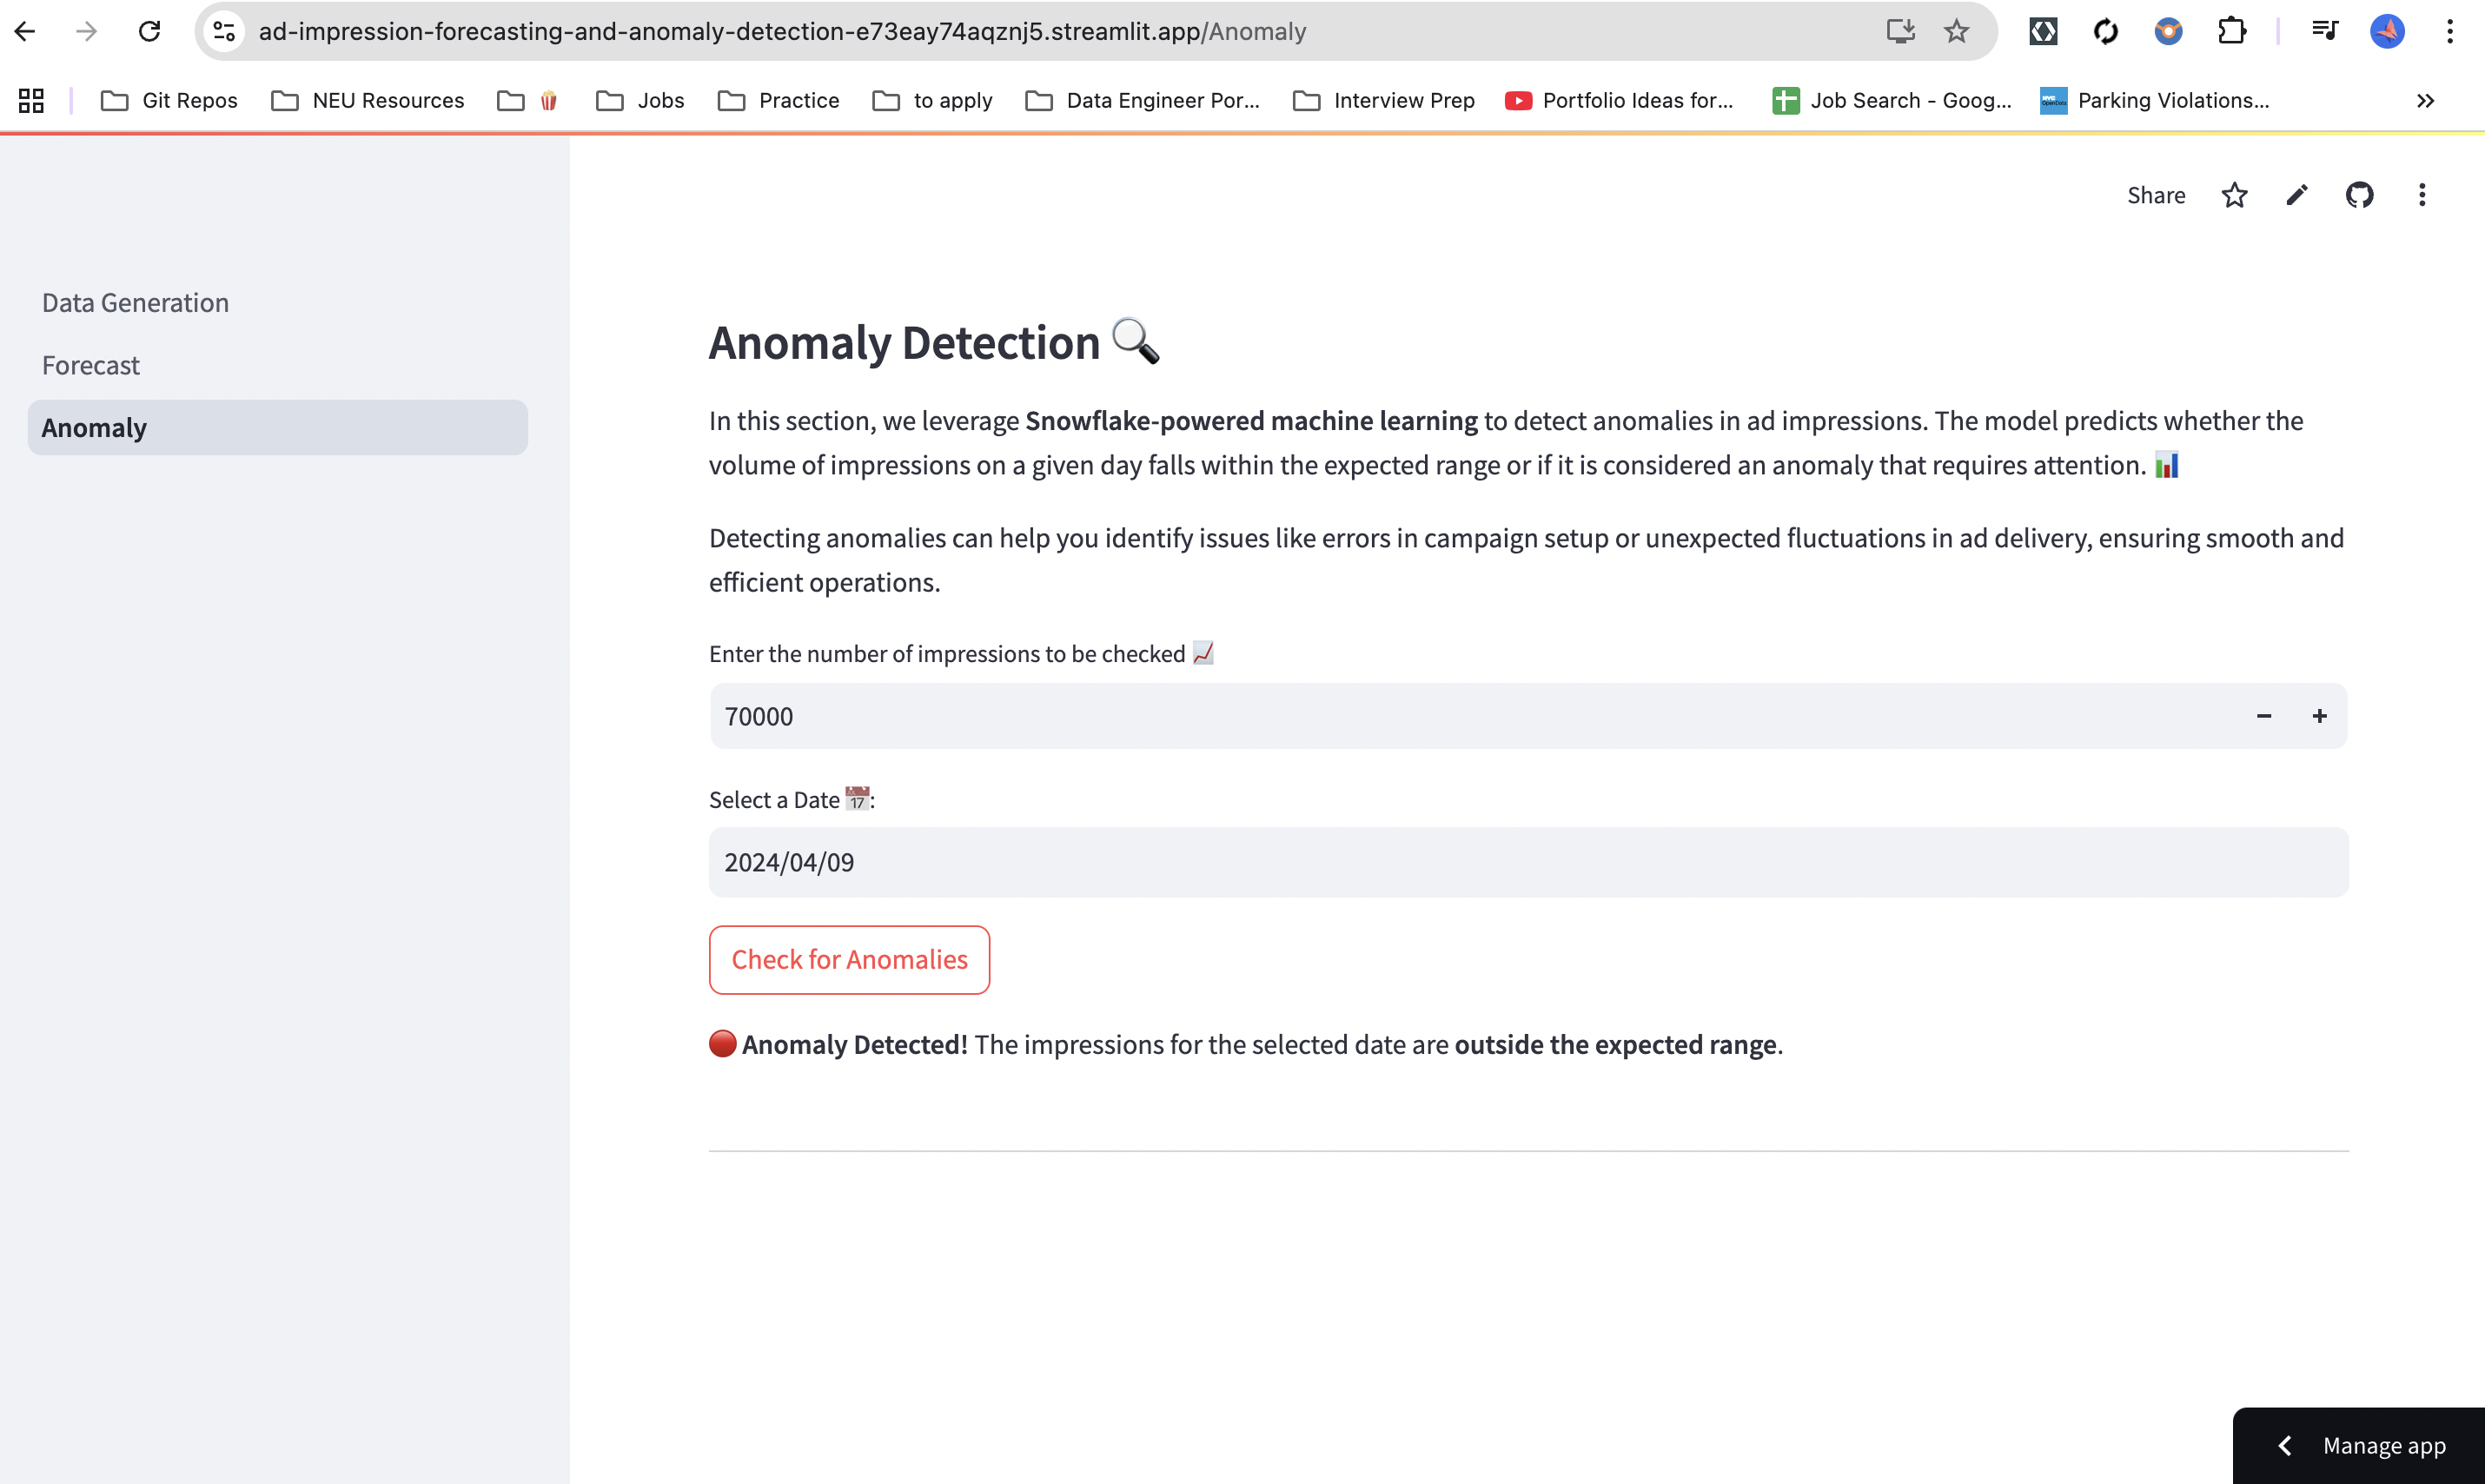 ad-impression-forecasting-and-anomaly-detection-e73eay74aqznj5.streamlit.app/Anomaly
Git Repos NEU Resources 🍿 Jobs Practice to apply Data Engineer Por... Interview Prep Portfolio Ideas for... Job Search - Goog... Parking Violations...
Share
Data Generation
Forecast
Anomaly
Anomaly Detection 🔍
In this section, we leverage Snowflake-powered machine learning to detect anomalies in ad impressions. The model predicts whether the
volume of impressions on a given day falls within the expected range or if it is considered an anomaly that requires attention. 📊
Detecting anomalies can help you identify issues like errors in campaign setup or unexpected fluctuations in ad delivery, ensuring smooth and
efficient operations.
Enter the number of impressions to be checked 📈
70000
Select a Date 📅:
2024/04/09
Check for Anomalies
🔴 Anomaly Detected! The impressions for the selected date are outside the expected range.
Manage app